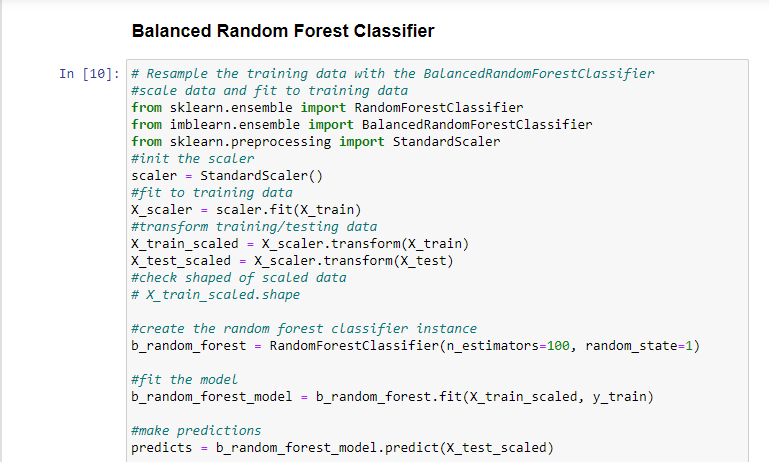 Balanced Random Forest Classifier
In [10]: # Resample the training data with the BalancedRandomForestClassifier
#scale data and fit to training data
from sklearn.ensemble import RandomForestClassifier
from imblearn.ensemble import BalancedRandomForestClassifier
from sklearn.preprocessing import StandardScaler
#init the scaler
scaler = StandardScaler()
#fit to training data
X_scaler = scaler.fit(X_train)
#transform training/testing data
X_train_scaled = X_scaler.transform(X_train)
X_test_scaled = X_scaler.transform(X_test)
#check shaped of scaled data
# X_train_scaled.shape
#create the random forest classifier instance
b_random_forest = RandomForestClassifier(n_estimators=100, random_state=1)
#fit the model
b_random_forest_model = b_random_forest.fit(X_train_scaled, y_train)
#make predictions
predicts = b_random_forest_model.predict(X_test_scaled)